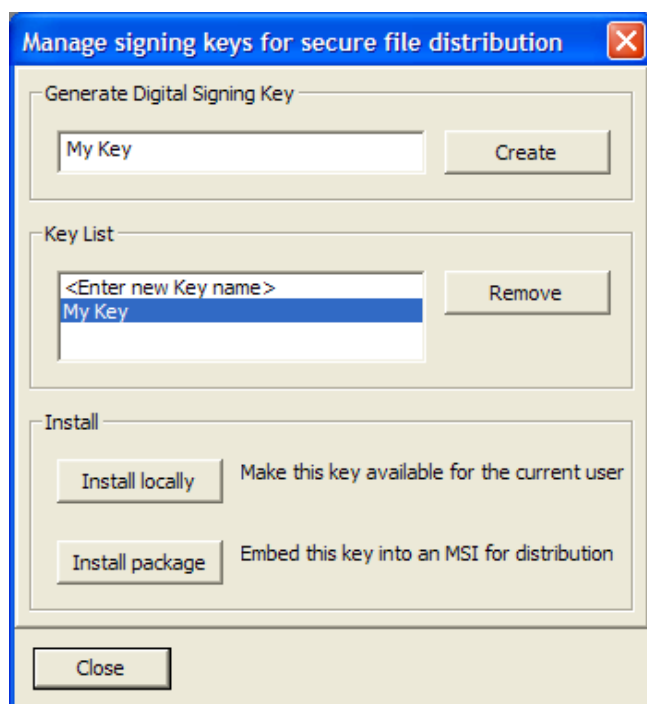 Manage signing keys for secure file distribution
Generate Digital Signing Key
My Key
Create
Key List
<Enter new Key name>
My Key
Remove
Install
Install locally
Make this key available for the current user
Install package
Embed this key into an MSI for distribution
Close